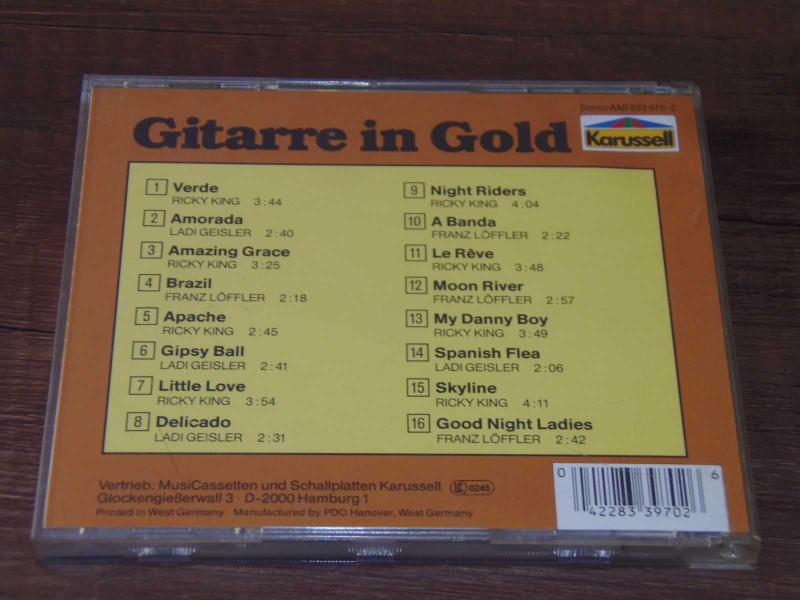 Stereo AAD 833 970-2
Gitarre in Gold
Karussell
1 Verde
RICKY KING 3:44
2 Amorada
LADI GEISLER 2:40
3 Amazing Grace
RICKY KING 3:25
4 Brazil
FRANZ LÖFFLER 2:18
5 Apache
RICKY KING 2:45
6 Gipsy Ball
LADI GEISLER 2:41
7 Little Love
RICKY KING 3:54
8 Delicado
LADI GEISLER 2:31
9 Night Riders
RICKY KING 4:04
10 A Banda
FRANZ LÖFFLER 2:22
11 Le Rêve
RICKY KING 3:48
12 Moon River
FRANZ LÖFFLER 2:57
13 My Danny Boy
RICKY KING 3:49
14 Spanish Flea
LADI GEISLER 2:06
15 Skyline
RICKY KING 4:11
16 Good Night Ladies
FRANZ LÖFFLER 2:42
Vertrieb: MusiCassetten und Schallplatten Karussell LC 0245
Glockengießerwall 3 · D-2000 Hamburg 1
Printed in West Germany · Manufactured by PDO Hanover, West Germany
0 42283 39702 6